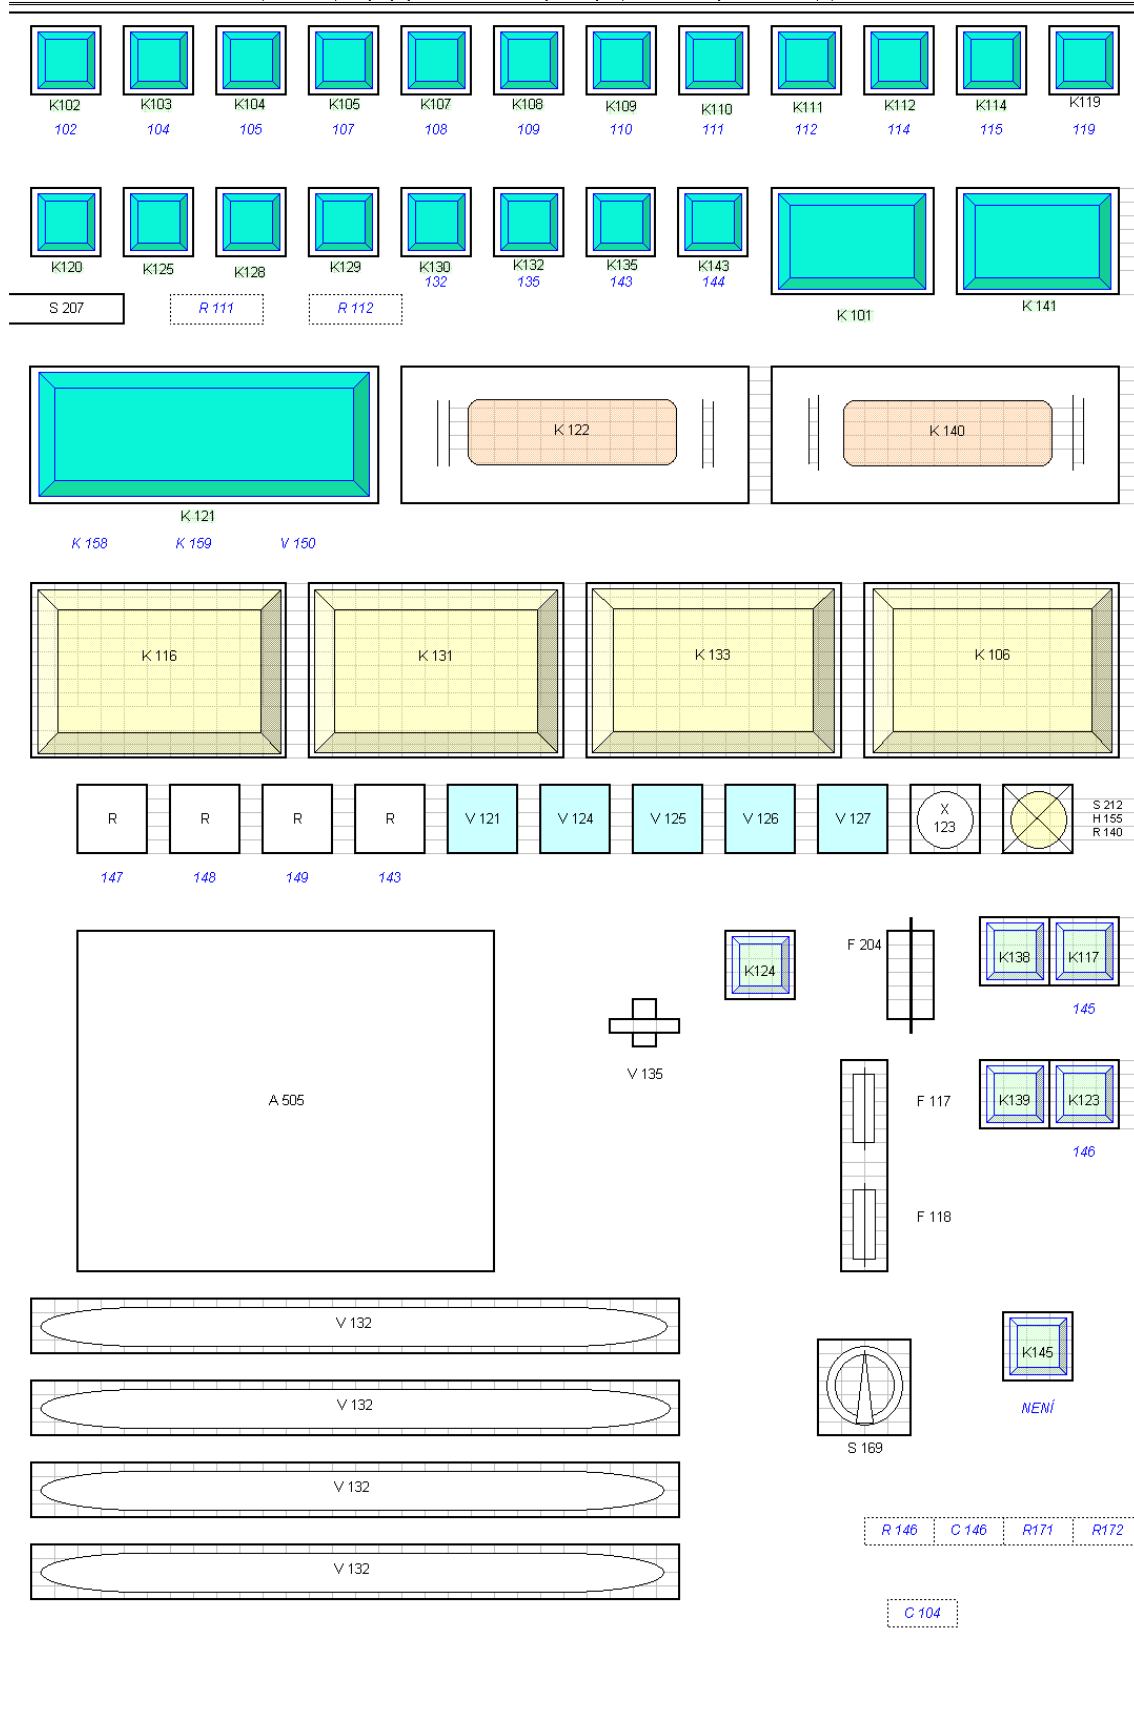 K102 K103 K104 K105 K107 K108 K109 K110 K111 K112 K114 K119
102 104 105 107 108 109 110 111 112 114 115 119
K120 K125 K128 K129 K130 K132 K135 K143
132 135 143 144
S 207 R 111 R 112 K 101 K 141
K 122 K 140
K 121
K 158 K 159 V 150
K 116 K 131 K 133 K 106
R R R R V 121 V 124 V 125 V 126 V 127 X
123
S 212
H 155
R 140
147 148 149 143
F 204
K124 K138 K117
145
V 135
A 505 F 117 K139 K123
146
F 118
V 132
K145
V 132 NENÍ
S 169
V 132
R 146 C 146 R171 R172
V 132
C 104